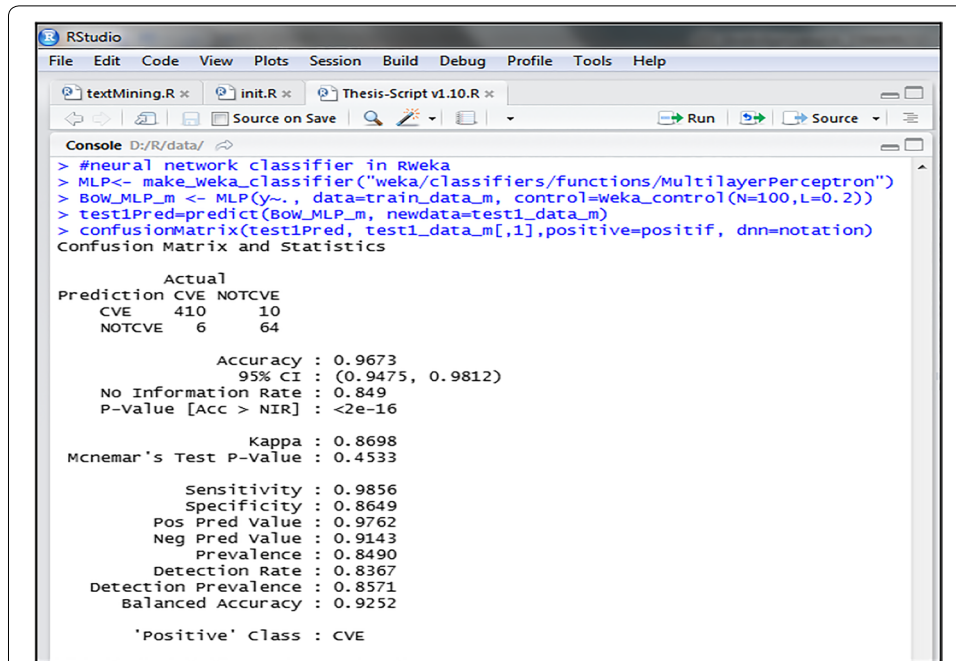 RStudio
File Edit Code View Plots Session Build Debug Profile Tools Help
textMining.R × init.R × Thesis-Script v1.10.R ×
Source on Save Run Source
Console D:/R/data/
> #neural network classifier in RWeka
> MLP<- make_Weka_classifier("weka/classifiers/functions/MultilayerPerceptron")
> BoW_MLP_m <- MLP(y~., data=train_data_m, control=Weka_control(N=100,L=0.2))
> test1Pred=predict(BoW_MLP_m, newdata=test1_data_m)
> confusionMatrix(test1Pred, test1_data_m[,1],positive=positif, dnn=notation)
Confusion Matrix and Statistics
Actual
Prediction CVE NOTCVE
CVE 410 10
NOTCVE 6 64
Accuracy : 0.9673
95% CI : (0.9475, 0.9812)
No Information Rate : 0.849
P-Value [Acc > NIR] : <2e-16
Kappa : 0.8698
Mcnemar's Test P-Value : 0.4533
Sensitivity : 0.9856
Specificity : 0.8649
Pos Pred Value : 0.9762
Neg Pred Value : 0.9143
Prevalence : 0.8490
Detection Rate : 0.8367
Detection Prevalence : 0.8571
Balanced Accuracy : 0.9252
'Positive' Class : CVE